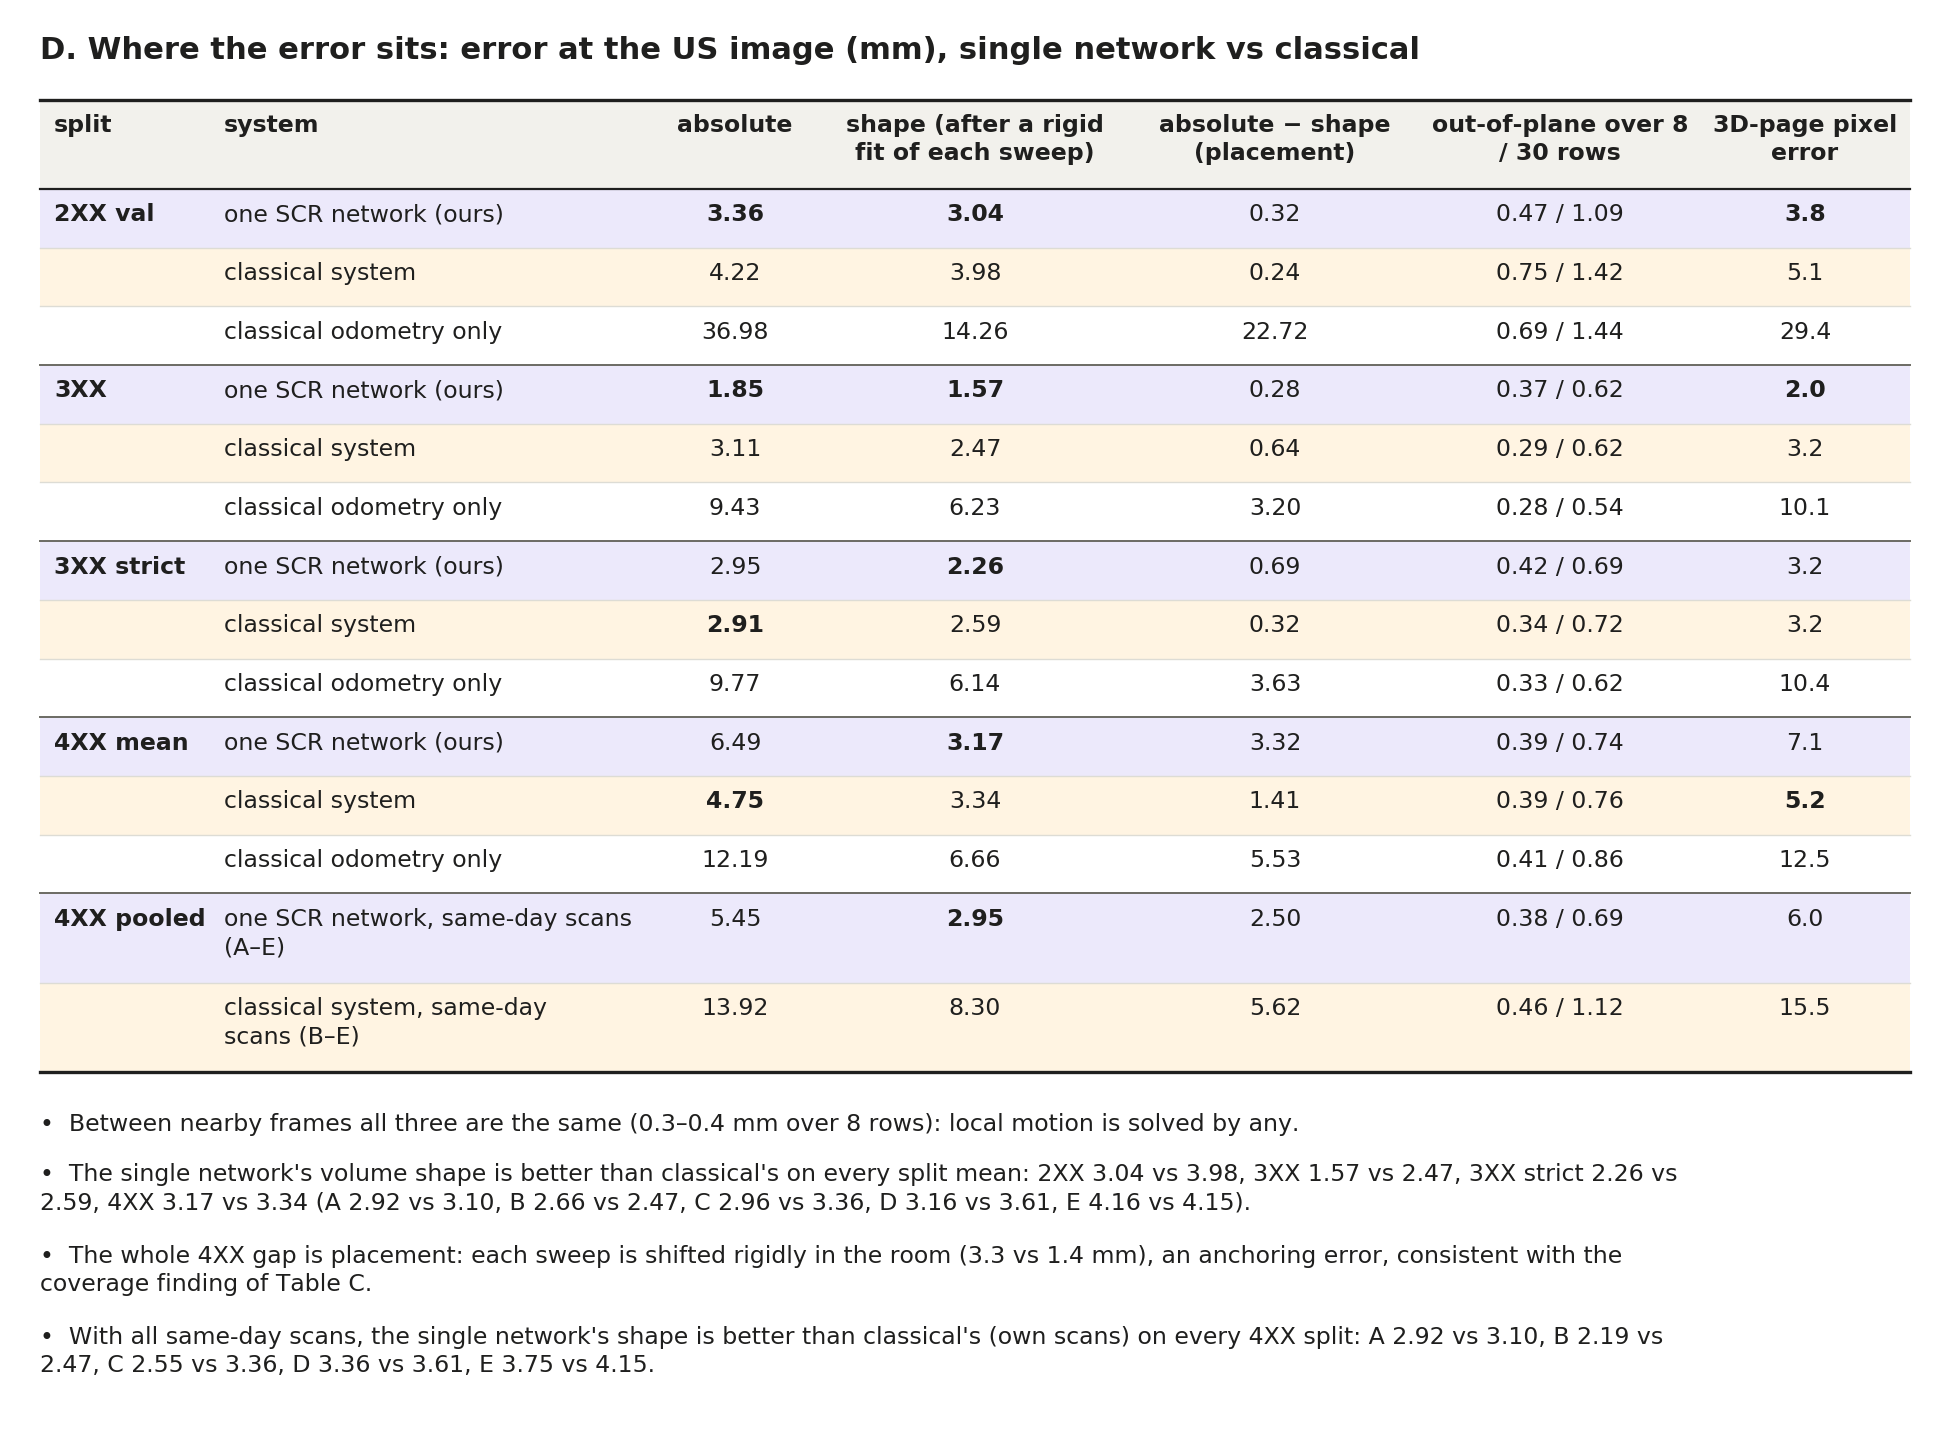 D. Where the error sits: error at the US image (mm), single network vs classical
split system absolute shape (after a rigid absolute − shape out-of-plane over 8 3D-page pixel
fit of each sweep) (placement) / 30 rows error
2XX val one SCR network (ours) 3.36 3.04 0.32 0.47 / 1.09 3.8
classical system 4.22 3.98 0.24 0.75 / 1.42 5.1
classical odometry only 36.98 14.26 22.72 0.69 / 1.44 29.4
3XX one SCR network (ours) 1.85 1.57 0.28 0.37 / 0.62 2.0
classical system 3.11 2.47 0.64 0.29 / 0.62 3.2
classical odometry only 9.43 6.23 3.20 0.28 / 0.54 10.1
3XX strict one SCR network (ours) 2.95 2.26 0.69 0.42 / 0.69 3.2
classical system 2.91 2.59 0.32 0.34 / 0.72 3.2
classical odometry only 9.77 6.14 3.63 0.33 / 0.62 10.4
4XX mean one SCR network (ours) 6.49 3.17 3.32 0.39 / 0.74 7.1
classical system 4.75 3.34 1.41 0.39 / 0.76 5.2
classical odometry only 12.19 6.66 5.53 0.41 / 0.86 12.5
4XX pooled one SCR network, same-day scans 5.45 2.95 2.50 0.38 / 0.69 6.0
(A–E)
classical system, same-day 13.92 8.30 5.62 0.46 / 1.12 15.5
scans (B–E)
• Between nearby frames all three are the same (0.3–0.4 mm over 8 rows): local motion is solved by any.
• The single network's volume shape is better than classical's on every split mean: 2XX 3.04 vs 3.98, 3XX 1.57 vs 2.47, 3XX strict 2.26 vs
2.59, 4XX 3.17 vs 3.34 (A 2.92 vs 3.10, B 2.66 vs 2.47, C 2.96 vs 3.36, D 3.16 vs 3.61, E 4.16 vs 4.15).
• The whole 4XX gap is placement: each sweep is shifted rigidly in the room (3.3 vs 1.4 mm), an anchoring error, consistent with the
coverage finding of Table C.
• With all same-day scans, the single network's shape is better than classical's (own scans) on every 4XX split: A 2.92 vs 3.10, B 2.19 vs
2.47, C 2.55 vs 3.36, D 3.36 vs 3.61, E 3.75 vs 4.15.